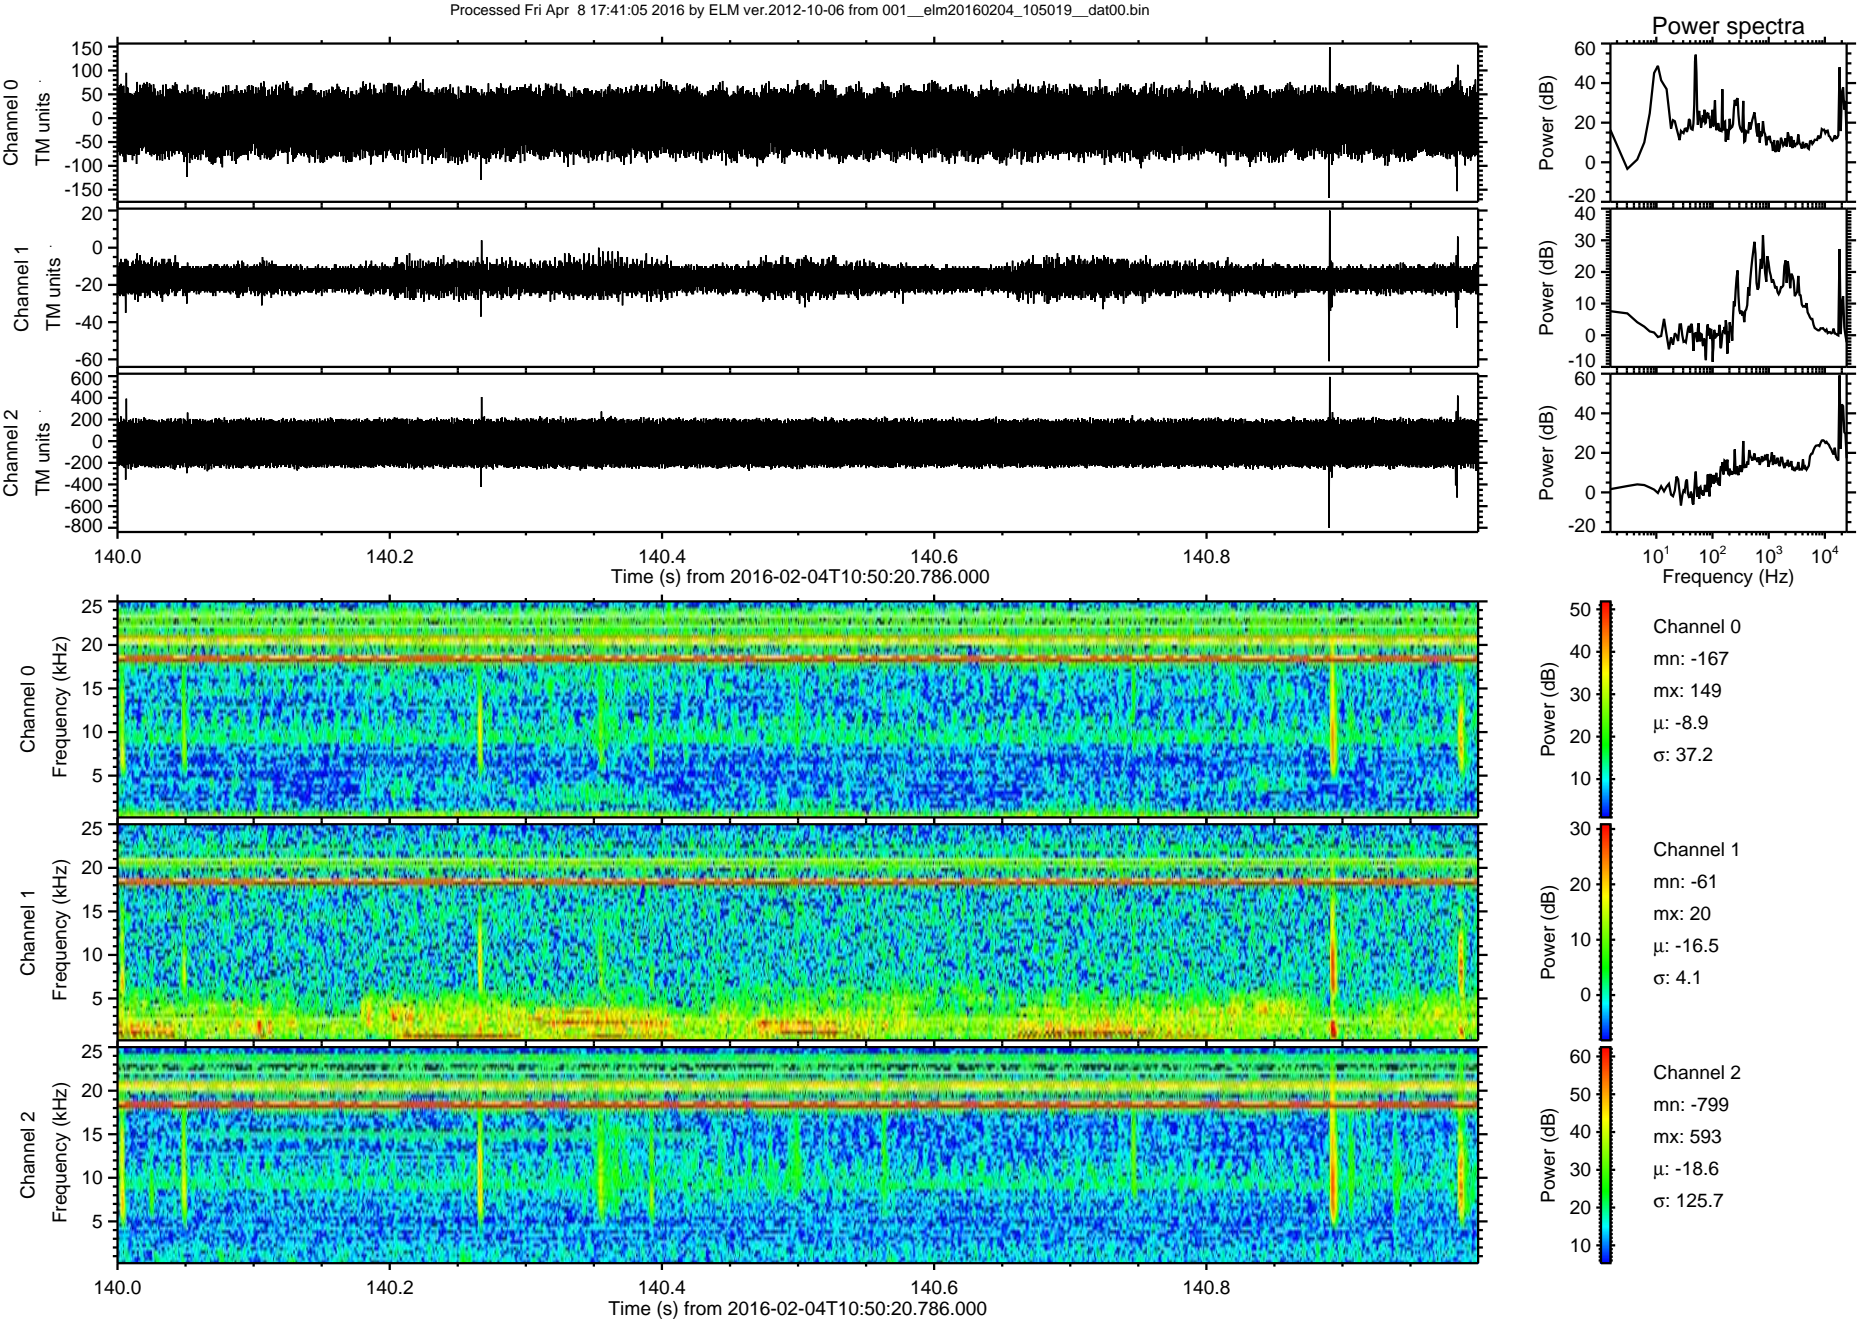 Processed Fri Apr 8 17:41:05 2016 by ELM ver.2012-10-06 from 001__elm20160204_105019__dat00.bin
Power spectra
Channel 0
TM units
150
100
50
0
-50
-100
-150
Power (dB)
60
40
20
0
-20
Channel 1
TM units
20
0
-20
-40
-60
Power (dB)
40
30
20
10
0
-10
Channel 2
TM units
600
400
200
0
-200
-400
-600
-800
Power (dB)
60
40
20
0
-20
140.0 140.2 140.4 140.6 140.8
Time (s) from 2016-02-04T10:50:20.786.000
10¹ 10² 10³ 10⁴
Frequency (Hz)
Channel 0
Frequency (kHz)
25
20
15
10
5
Power (dB)
50
40
30
20
10
Channel 0
mn: -167
mx: 149
μ: -8.9
σ: 37.2
Channel 1
Frequency (kHz)
25
20
15
10
5
Power (dB)
30
20
10
0
Channel 1
mn: -61
mx: 20
μ: -16.5
σ: 4.1
Channel 2
Frequency (kHz)
25
20
15
10
5
Power (dB)
60
50
40
30
20
10
Channel 2
mn: -799
mx: 593
μ: -18.6
σ: 125.7
140.0 140.2 140.4 140.6 140.8
Time (s) from 2016-02-04T10:50:20.786.000